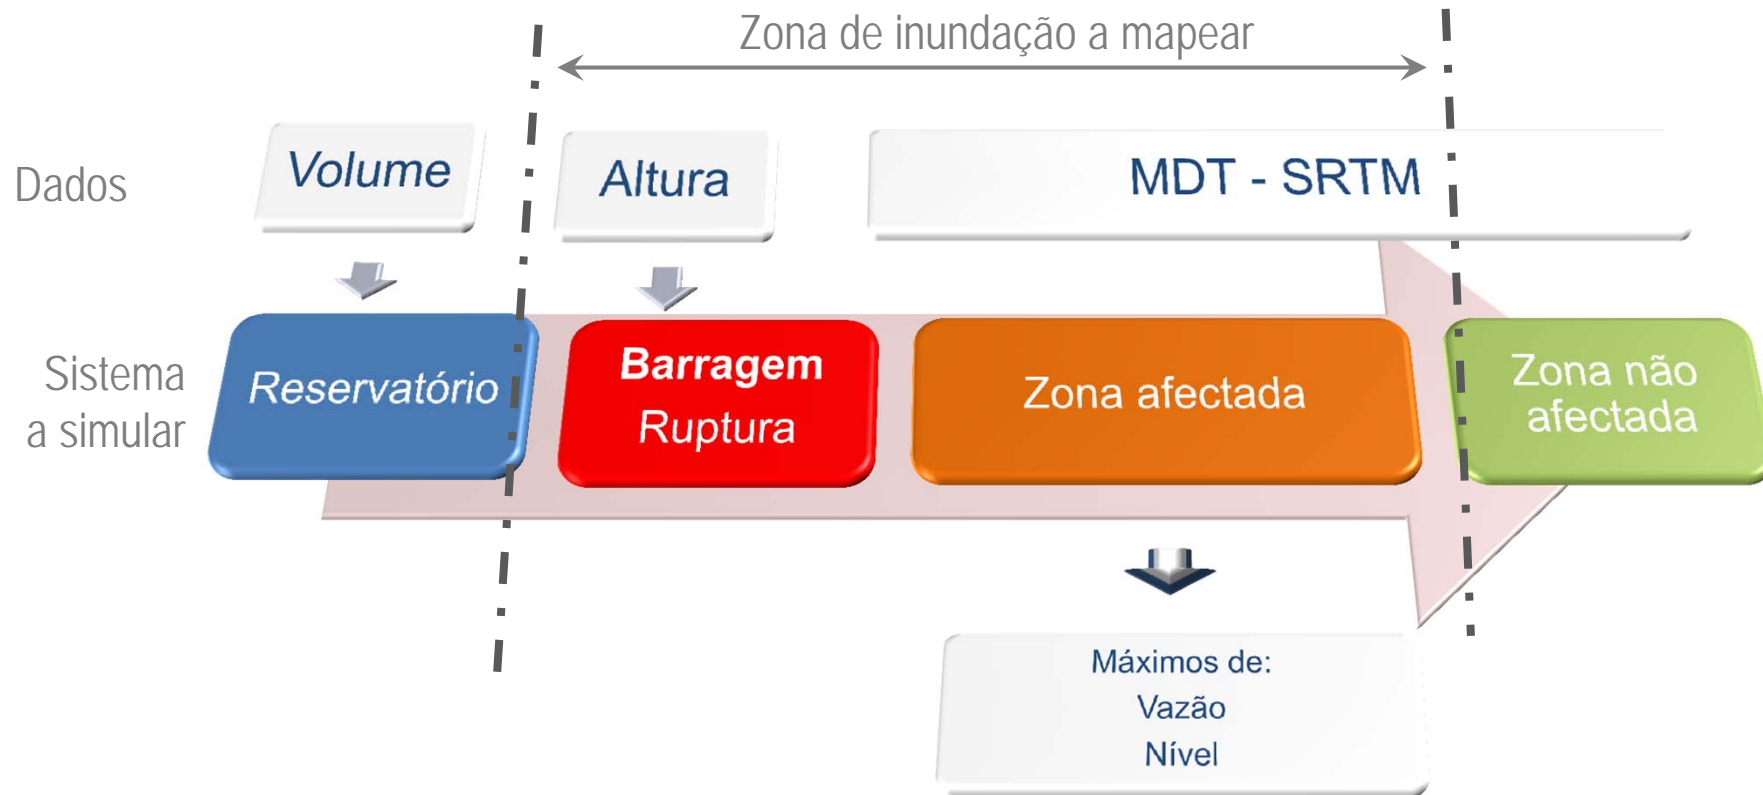 Zona de inundação a mapear
Dados
Volume
Altura
MDT - SRTM
Sistema
a simular
Reservatório
Barragem
Ruptura
Zona afectada
Zona não
afectada
Máximos de:
Vazão
Nível